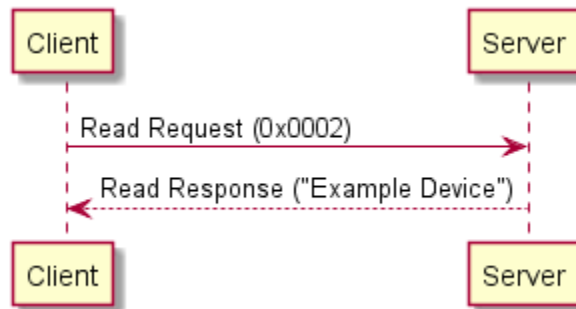 Client Server
Read Request (0x0002)
Read Response ("Example Device")
Client Server